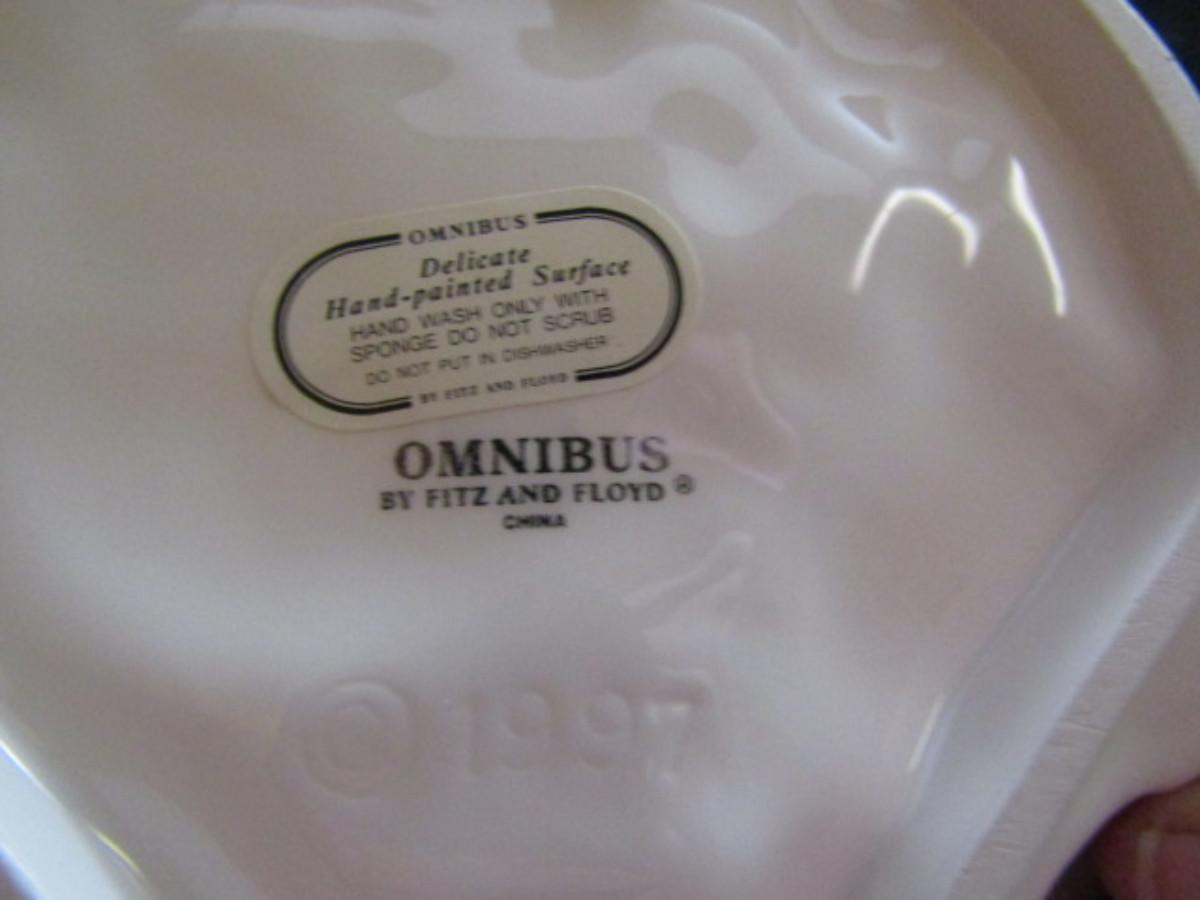 OMNIBUS
Delicate
Hand-painted Surface
HAND WASH ONLY WITH
SPONGE DO NOT SCRUB
DO NOT PUT IN DISHWASHER
BY FITZ AND FLOYD
OMNIBUS
BY FITZ AND FLOYD ®
CHINA
© 1997